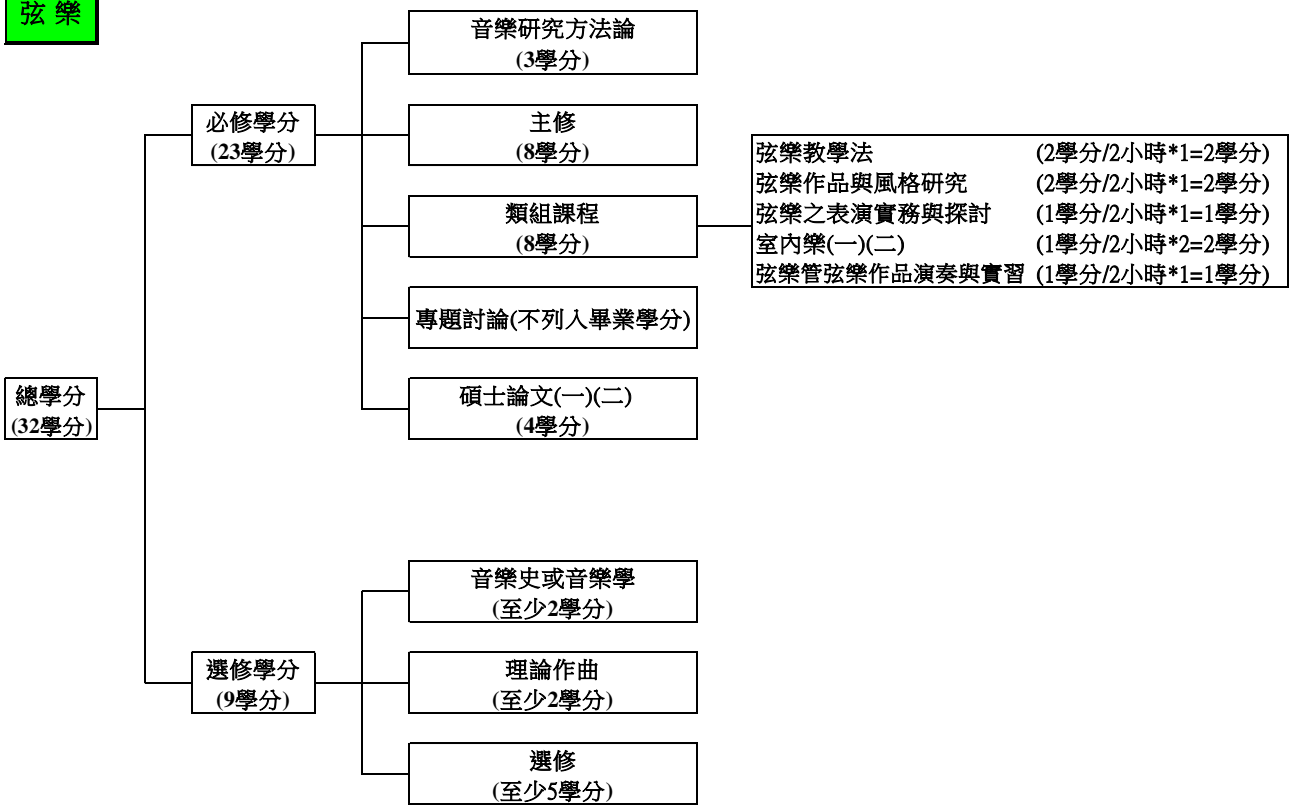 弦 樂
總學分
(32學分)
必修學分
(23學分)
音樂研究方法論
(3學分)
主修
(8學分)
類組課程
(8學分)
弦樂教學法 (2學分/2小時*1=2學分)
弦樂作品與風格研究 (2學分/2小時*1=2學分)
弦樂之表演實務與探討 (1學分/2小時*1=1學分)
室內樂(一)(二) (1學分/2小時*2=2學分)
弦樂管弦樂作品演奏與實習 (1學分/2小時*1=1學分)
專題討論(不列入畢業學分)
碩士論文(一)(二)
(4學分)
選修學分
(9學分)
音樂史或音樂學
(至少2學分)
理論作曲
(至少2學分)
選修
(至少5學分)